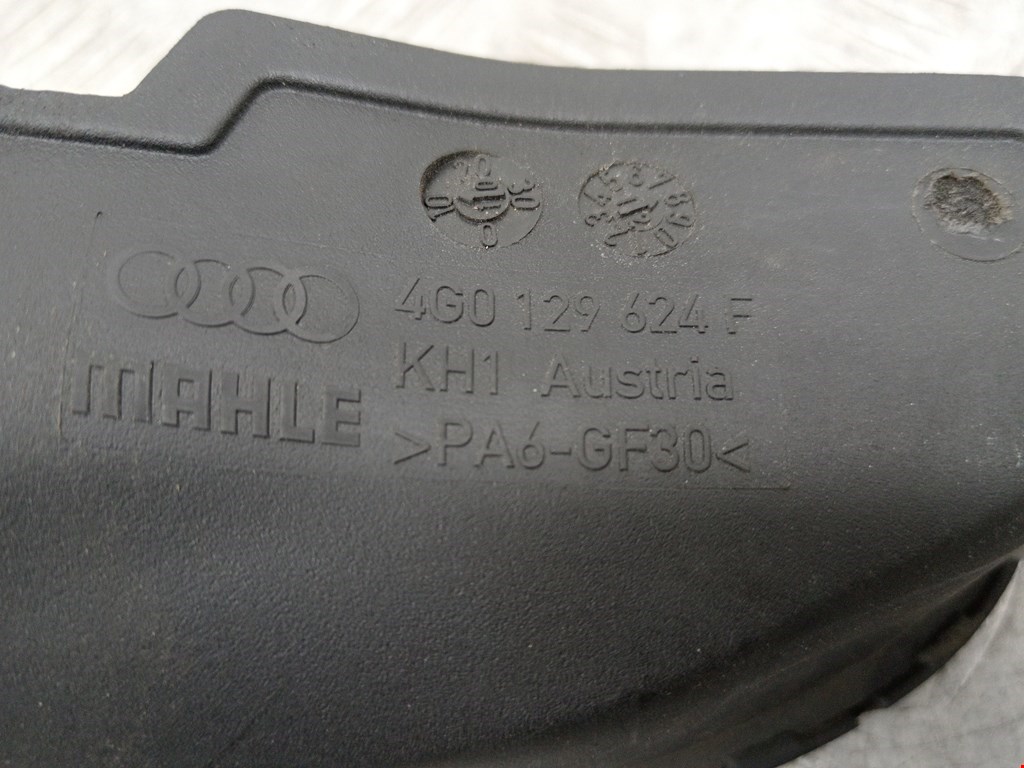 4G0 129 624 F
KH1 Austria
MAHLE
>PA6-GF30<